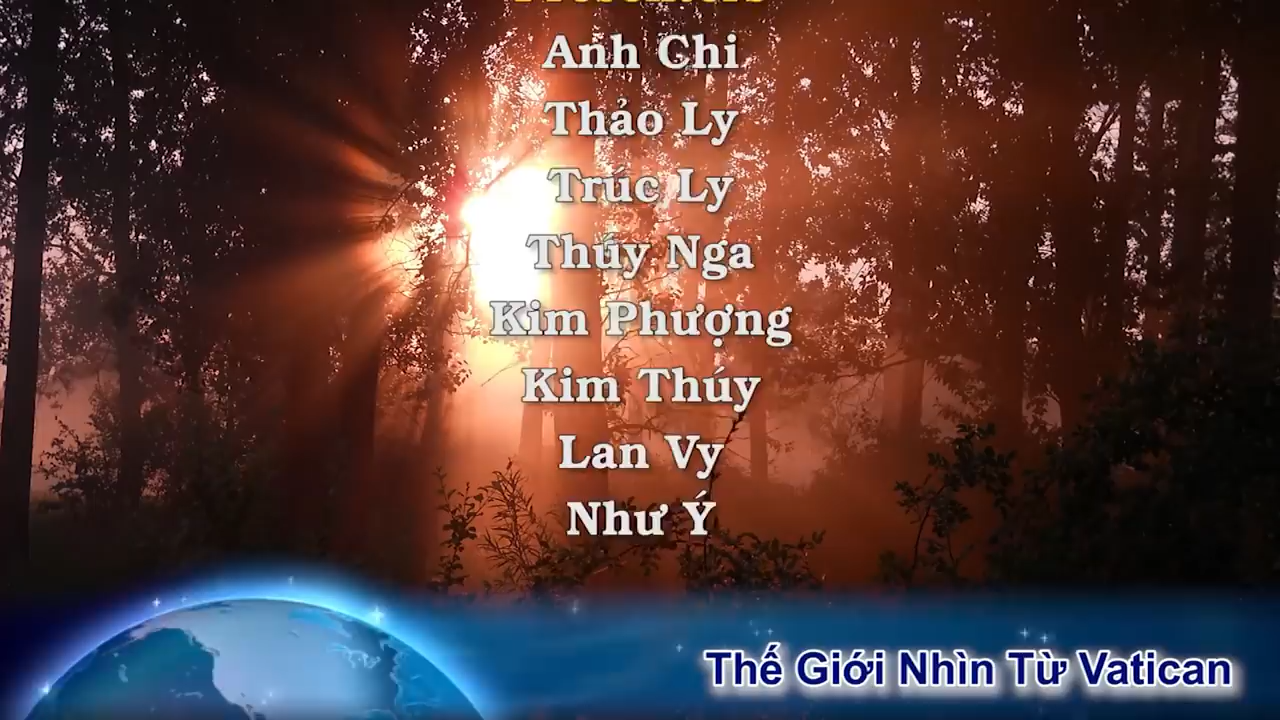 Presenters
Anh Chi
Thảo Ly
Trúc Ly
Thúy Nga
Kim Phượng
Kim Thúy
Lan Vy
Như Ý
Thế Giới Nhìn Từ Vatican